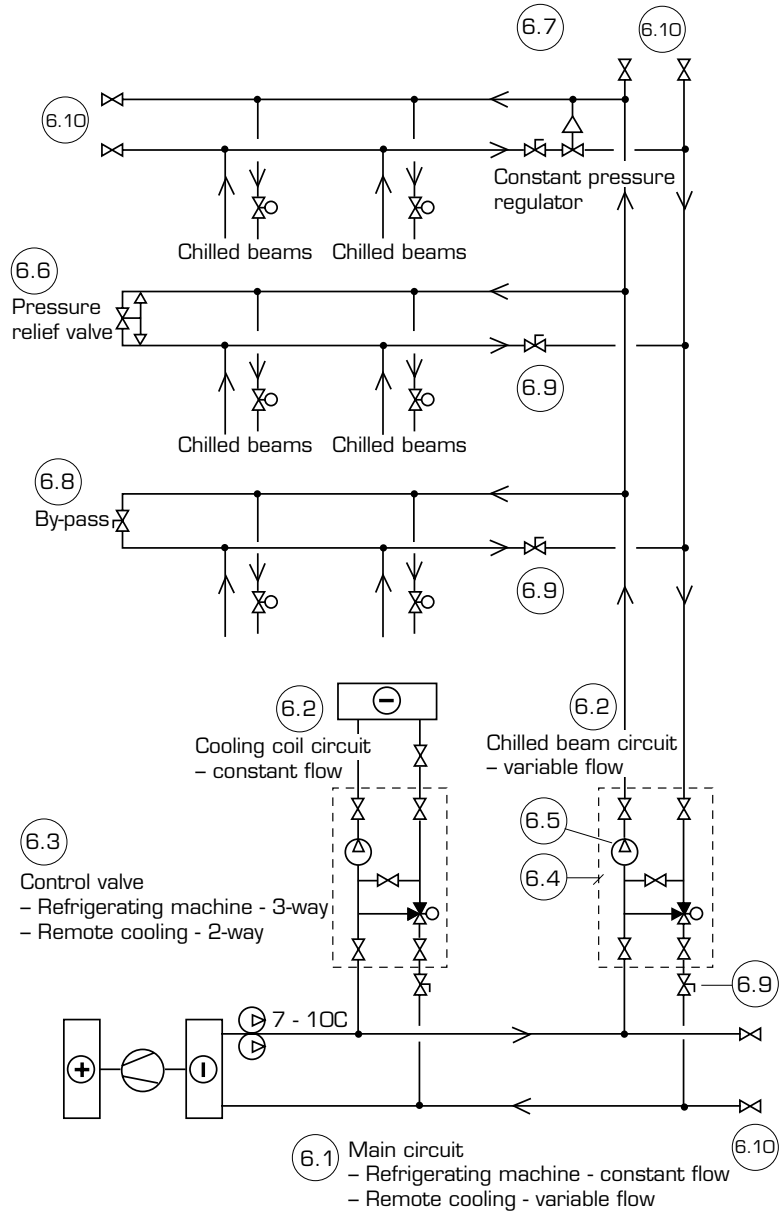 6.7
6.10
6.10
Constant pressure
regulator
Chilled beams Chilled beams
6.6
Pressure
relief valve
6.9
Chilled beams Chilled beams
6.8
By-pass
6.9
6.2
Cooling coil circuit
– constant flow
6.2
Chilled beam circuit
– variable flow
6.3
Control valve
– Refrigerating machine - 3-way
– Remote cooling - 2-way
6.5
6.4
6.9
7 - 10C
6.10
6.1
Main circuit
– Refrigerating machine - constant flow
– Remote cooling - variable flow